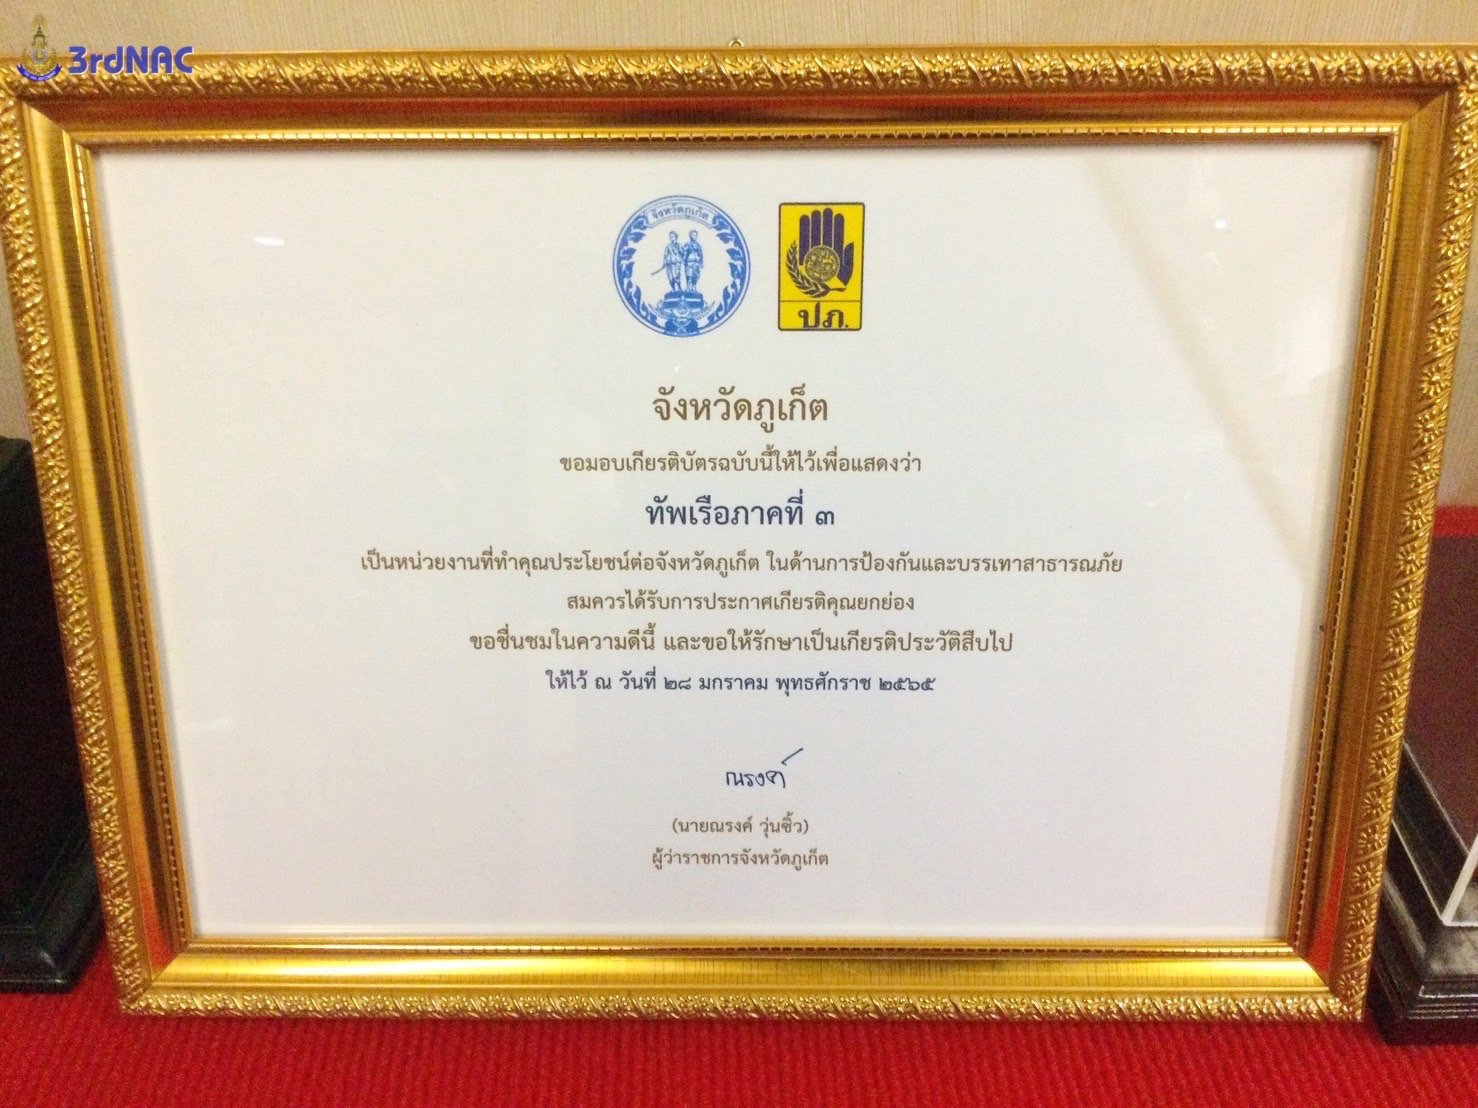 3rdNAC
จังหวัดภูเก็ต
ปภ.
จังหวัดภูเก็ต
ขอมอบเกียรติบัตรฉบับนี้ให้ไว้เพื่อแสดงว่า
ทัพเรือภาคที่ ๓
เป็นหน่วยงานที่ทำคุณประโยชน์ต่อจังหวัดภูเก็ต ในด้านการป้องกันและบรรเทาสาธารณภัย
สมควรได้รับการประกาศเกียรติคุณยกย่อง
ขอชื่นชมในความดีนี้ และขอให้รักษาเป็นเกียรติประวัติสืบไป
ให้ไว้ ณ วันที่ ๒๘ มกราคม พุทธศักราช ๒๕๖๕
ณรงค์
(นายณรงค์ วุ่นซิ้ว)
ผู้ว่าราชการจังหวัดภูเก็ต